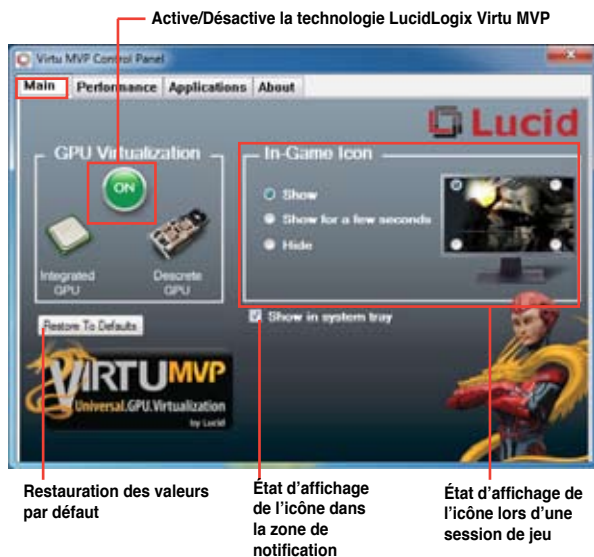 Active/Désactive la technologie LucidLogix Virtu MVP
Virtu MVP Control Panel
Main Performance Applications About
Lucid
GPU Virtualization
In-Game Icon
ON
Show
Show for a few seconds
Hide
Integrated
GPU
Descrete
GPU
Restore To Defaults
Show in system tray
VIRTUMVP
Universal.GPU.Virtualization
by Lucid
Restauration des valeurs
par défaut
État d'affichage
de l'icône dans
la zone de
notification
État d'affichage de
l'icône lors d'une
session de jeu